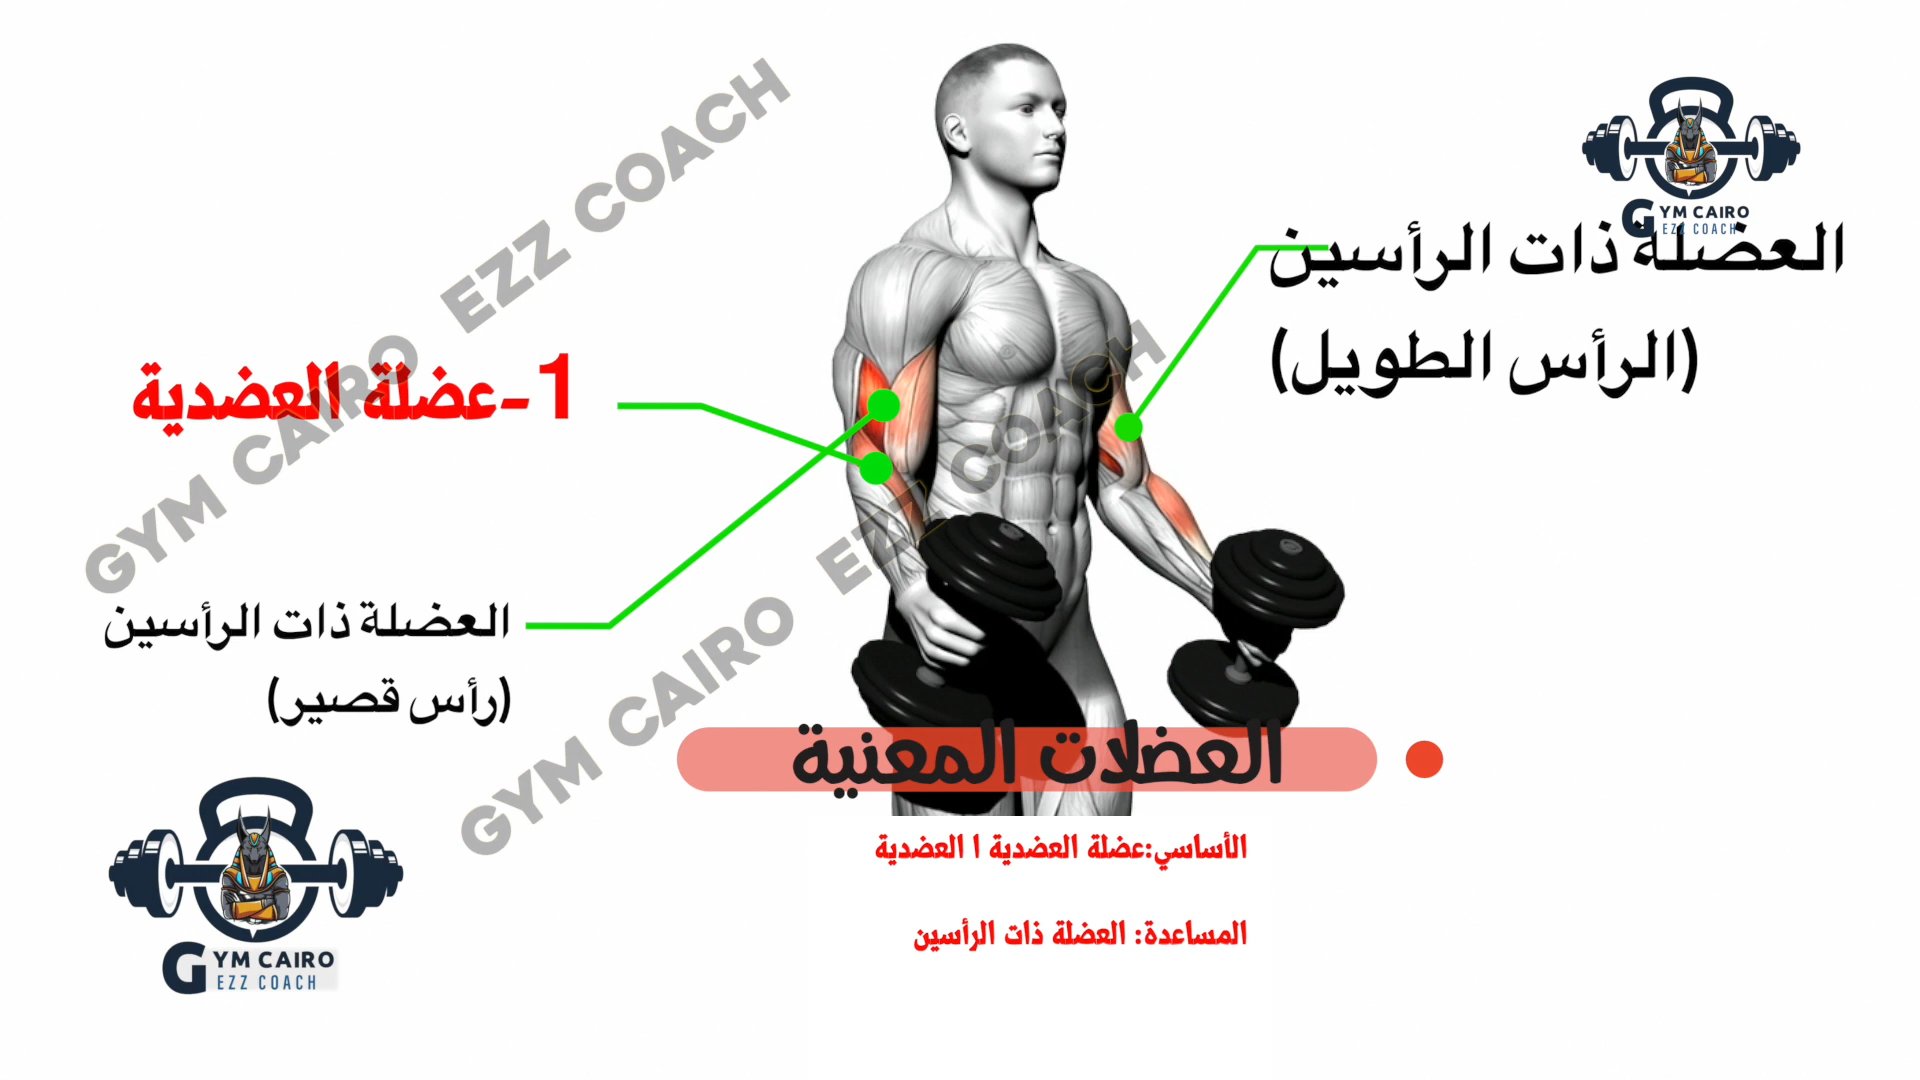 GYM CAIRO EZZ COACH
GYM CAIRO
EZZ COACH
العضلة ذات الرأسين
(الرأس الطويل)
1-عضلة العضدية
العضلة ذات الرأسين
(رأس قصير)
GYM CAIRO EZZ COACH
العضلات المعنية
الأساسي:عضلة العضدية ا العضدية
المساعدة: العضلة ذات الرأسين
GYM CAIRO
EZZ COACH